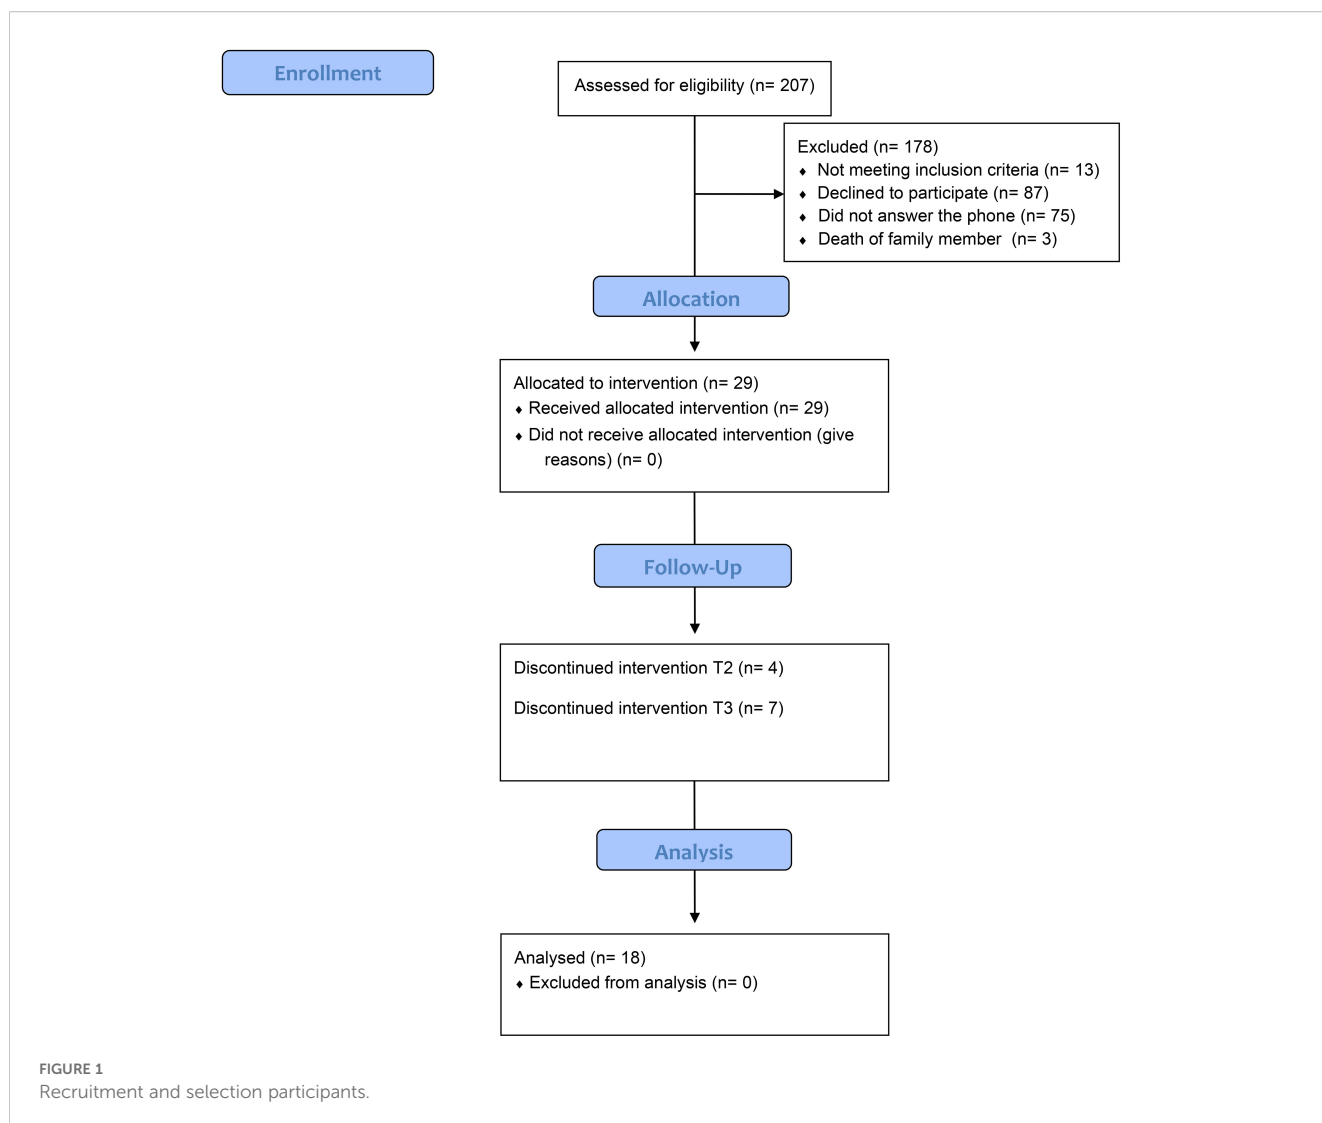 Enrollment
Assessed for eligibility (n= 207)
Excluded (n= 178)
♦ Not meeting inclusion criteria (n= 13)
♦ Declined to participate (n= 87)
♦ Did not answer the phone (n= 75)
♦ Death of family member (n= 3)
Allocation
Allocated to intervention (n= 29)
♦ Received allocated intervention (n= 29)
♦ Did not receive allocated intervention (give
reasons) (n= 0)
Follow-Up
Discontinued intervention T2 (n= 4)
Discontinued intervention T3 (n= 7)
Analysis
Analysed (n= 18)
♦ Excluded from analysis (n= 0)
FIGURE 1
Recruitment and selection participants.